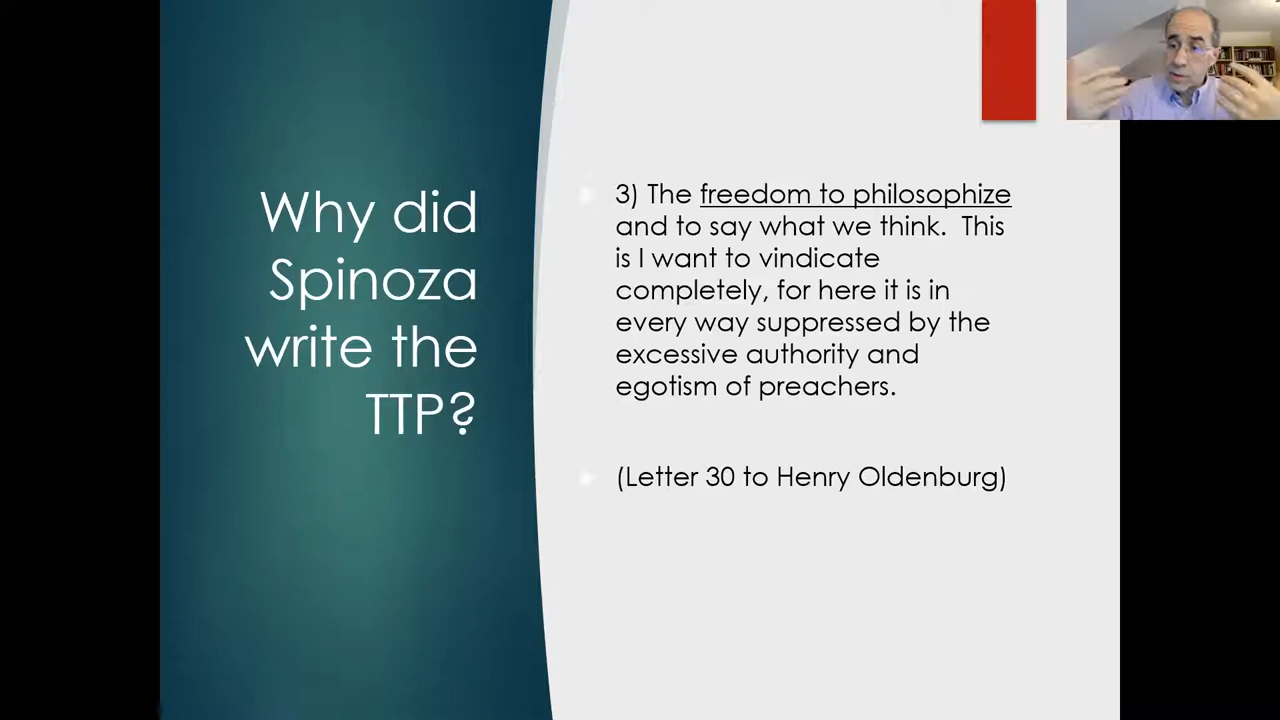 Why did
Spinoza
write the
TTP?
3) The freedom to philosophize
and to say what we think.  This
is I want to vindicate
completely, for here it is in
every way suppressed by the
excessive authority and
egotism of preachers.
(Letter 30 to Henry Oldenburg)